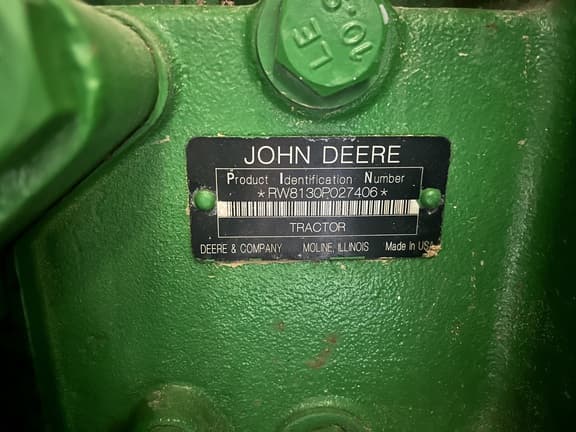 LE
10.9
JOHN DEERE
Product Identification Number
*RW8130P027406*
TRACTOR
DEERE & COMPANY MOLINE, ILLINOIS Made In USA